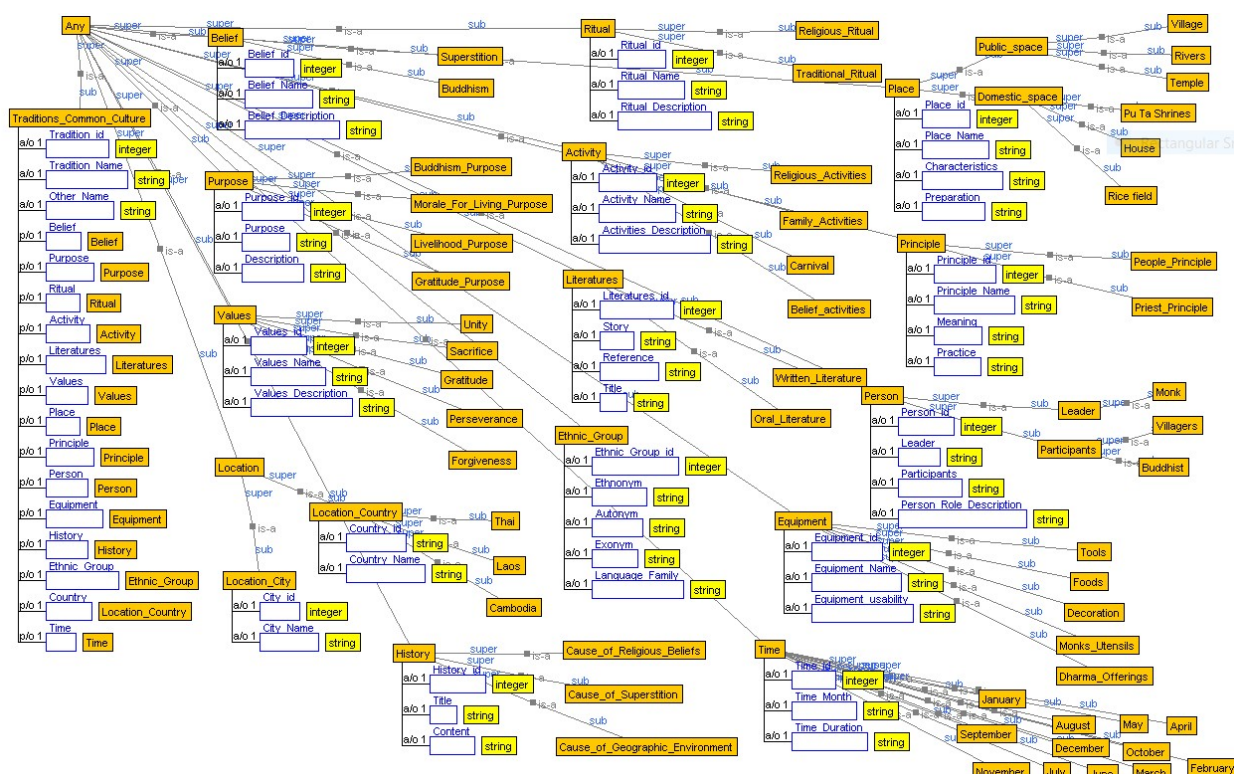 Any
super
sub
is-a
Traditions_Common_Culture
a/o 1 Tradition_id integer
a/o 1 Tradition_Name string
a/o 1 Other_Name string
p/o 1 Belief Belief
p/o 1 Purpose Purpose
p/o 1 Ritual Ritual
p/o 1 Activity Activity
p/o 1 Literatures Literatures
p/o 1 Values Values
p/o 1 Place Place
p/o 1 Principle Principle
p/o 1 Person Person
p/o 1 Equipment Equipment
p/o 1 History History
p/o 1 Ethnic_Group Ethnic_Group
p/o 1 Country Location_Country
p/o 1 Time Time
Belief
a/o 1 Belief_id integer
a/o 1 Belief_Name string
a/o 1 Belief_Description string
Superstition
Buddhism
Purpose
a/o 1 Purpose_id integer
a/o 1 Purpose string
a/o 1 Description string
Buddhism_Purpose
Morale_For_Living_Purpose
Livelihood_Purpose
Gratitude_Purpose
Values
a/o 1 Values_id integer
a/o 1 Values_Name string
a/o 1 Values_Description string
Unity
Sacrifice
Gratitude
Perseverance
Forgiveness
Location
Location_Country
a/o 1 Country_id string
a/o 1 Country_Name string
Thai
Laos
Cambodia
Location_City
a/o 1 City_id integer
a/o 1 City_Name string
History
a/o 1 History_id integer
a/o 1 Title string
a/o 1 Content string
Cause_of_Religious_Beliefs
Cause_of_Superstition
Cause_of_Geographic_Environment
Ritual
a/o 1 Ritual_id integer
a/o 1 Ritual_Name string
a/o 1 Ritual_Description string
Religious_Ritual
Traditional_Ritual
Activity
a/o 1 Activity_id integer
a/o 1 Activity_Name string
a/o 1 Activities_Description string
Religious_Activities
Family_Activities
Carnival
Belief_activities
Literatures
a/o 1 Literatures_id integer
a/o 1 Story string
a/o 1 Reference string
a/o 1 Title string
Written_Literature
Oral_Literature
Ethnic_Group
a/o 1 Ethnic_Group_id integer
a/o 1 Ethnonym string
a/o 1 Autonym string
a/o 1 Exonym string
a/o 1 Language_Family string
Place
a/o 1 Place_id integer
a/o 1 Place_Name string
a/o 1 Characteristics string
a/o 1 Preparation string
Public_space
Village
Rivers
Temple
Domestic_space
Pu Ta Shrines
House
Rice field
Principle
a/o 1 Principle_id integer
a/o 1 Principle_Name string
a/o 1 Meaning string
a/o 1 Practice string
People_Principle
Priest_Principle
Person
a/o 1 Person_id integer
a/o 1 Leader string
a/o 1 Participants string
a/o 1 Person_Role_Description string
Leader
Monk
Participants
Villagers
Buddhist
Equipment
a/o 1 Equipment_id integer
a/o 1 Equipment_Name string
a/o 1 Equipment_usability string
Tools
Foods
Decoration
Monks_Utensils
Dharma_Offerings
Time
a/o 1 Time_id integer
a/o 1 Time_Month string
a/o 1 Time_Duration string
January
August
May
April
September
December
October
February
November
July
June
March